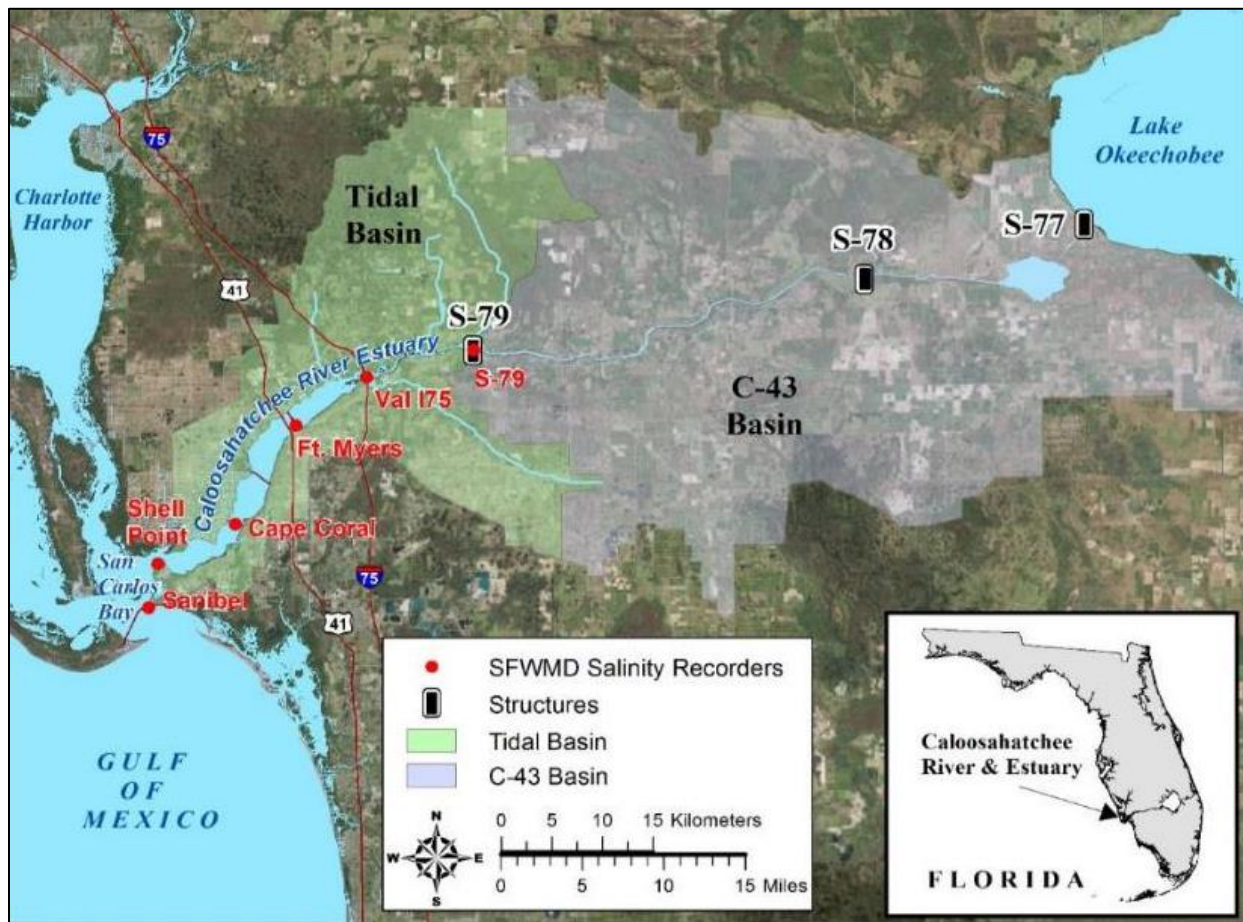 Lake
Okeechobee
75
Charlotte
Harbor
Tidal
Basin
S-77
S-78
41
S-79
S-79
Caloosahatchee River Estuary
Val I75
C-43
Basin
Ft. Myers
Shell
Point
Cape Coral
San
Carlos
Bay
Sanibel
75
41
GULF
OF
MEXICO
SFWMD Salinity Recorders
Structures
Tidal Basin
C-43 Basin
N
W E
S
0 5 10 15 Kilometers
0 5 10 15 Miles
Caloosahatchee
River & Estuary
FLORIDA